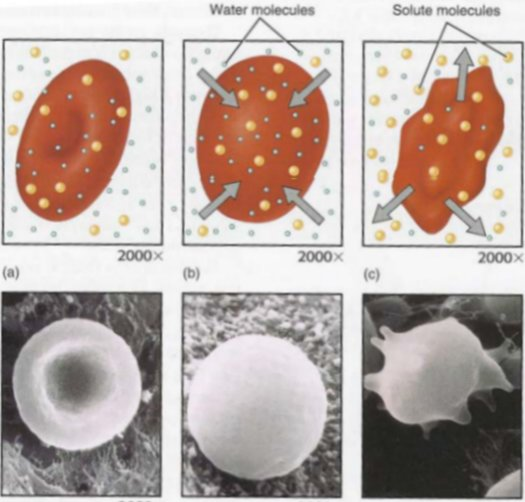 Water molecules
Solute molecules
2000×
2000×
2000×
(a)
(b)
(c)